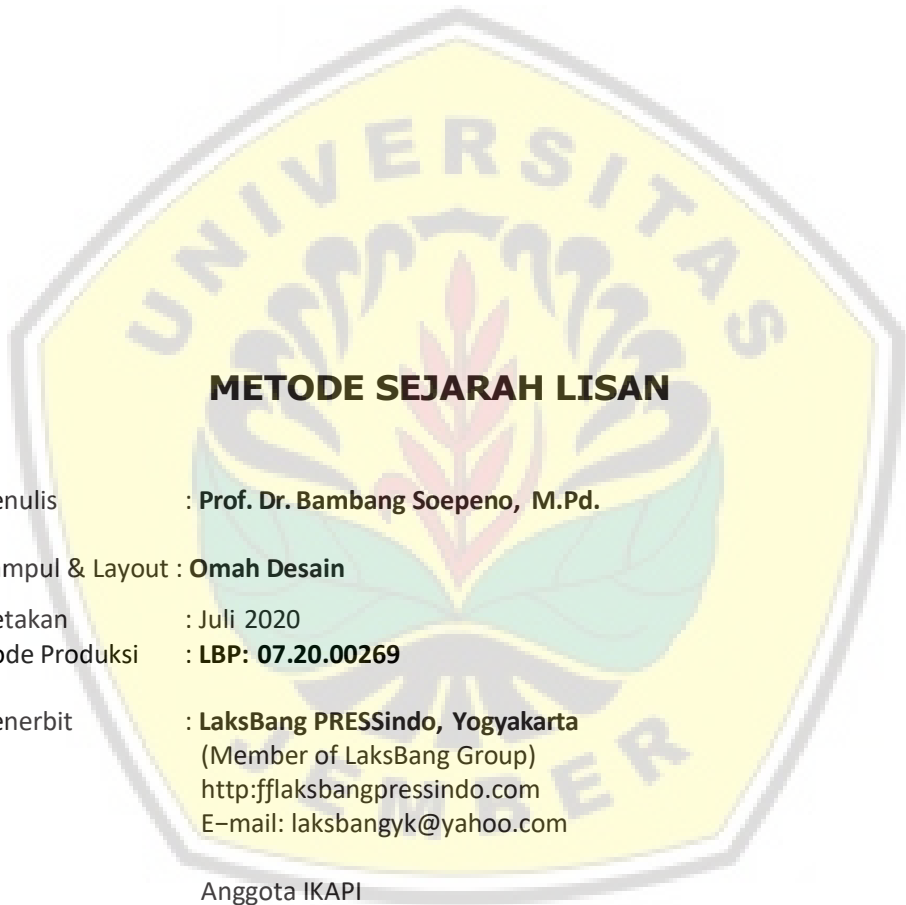 UNIVERSITAS
METODE SEJARAH LISAN
enulis : Prof. Dr. Bambang Soepeno, M.Pd.
ampul & Layout : Omah Desain
etakan : Juli 2020
ode Produksi : LBP: 07.20.00269
enerbit : LaksBang PRESSindo, Yogyakarta
(Member of LaksBang Group)
http:ƒƒlaksbangpressindo.com
E−mail: laksbangyk@yahoo.com
JEMBER
Anggota IKAPI